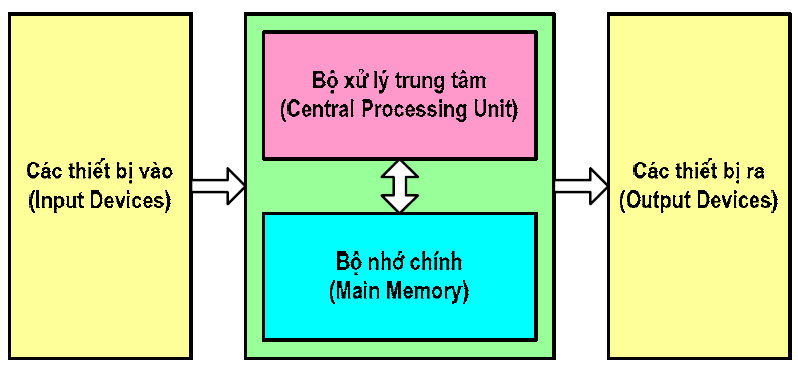 Các thiết bị vào
(Input Devices)
Bộ xử lý trung tâm
(Central Processing Unit)
Bộ nhớ chính
(Main Memory)
Các thiết bị ra
(Output Devices)